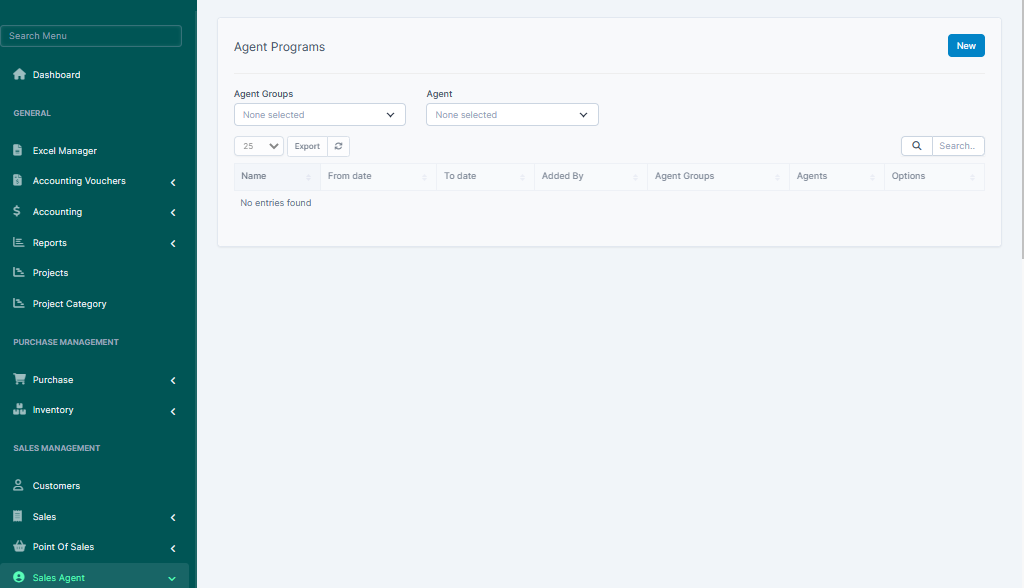 Search Menu
Dashboard
GENERAL
Excel Manager
Accounting Vouchers
Accounting
Reports
Projects
Project Category
PURCHASE MANAGEMENT
Purchase
Inventory
SALES MANAGEMENT
Customers
Sales
Point Of Sales
Sales Agent
Agent Programs
New
Agent Groups Agent
None selected None selected
25 Export Search..
Name From date To date Added By Agent Groups Agents Options
No entries found